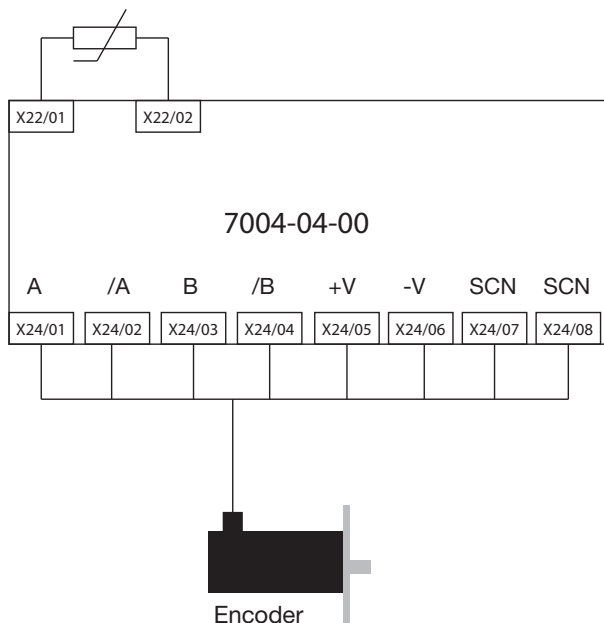 X22/01 X22/02
7004-04-00
A /A B /B +V -V SCN SCN
X24/01 X24/02 X24/03 X24/04 X24/05 X24/06 X24/07 X24/08
Encoder